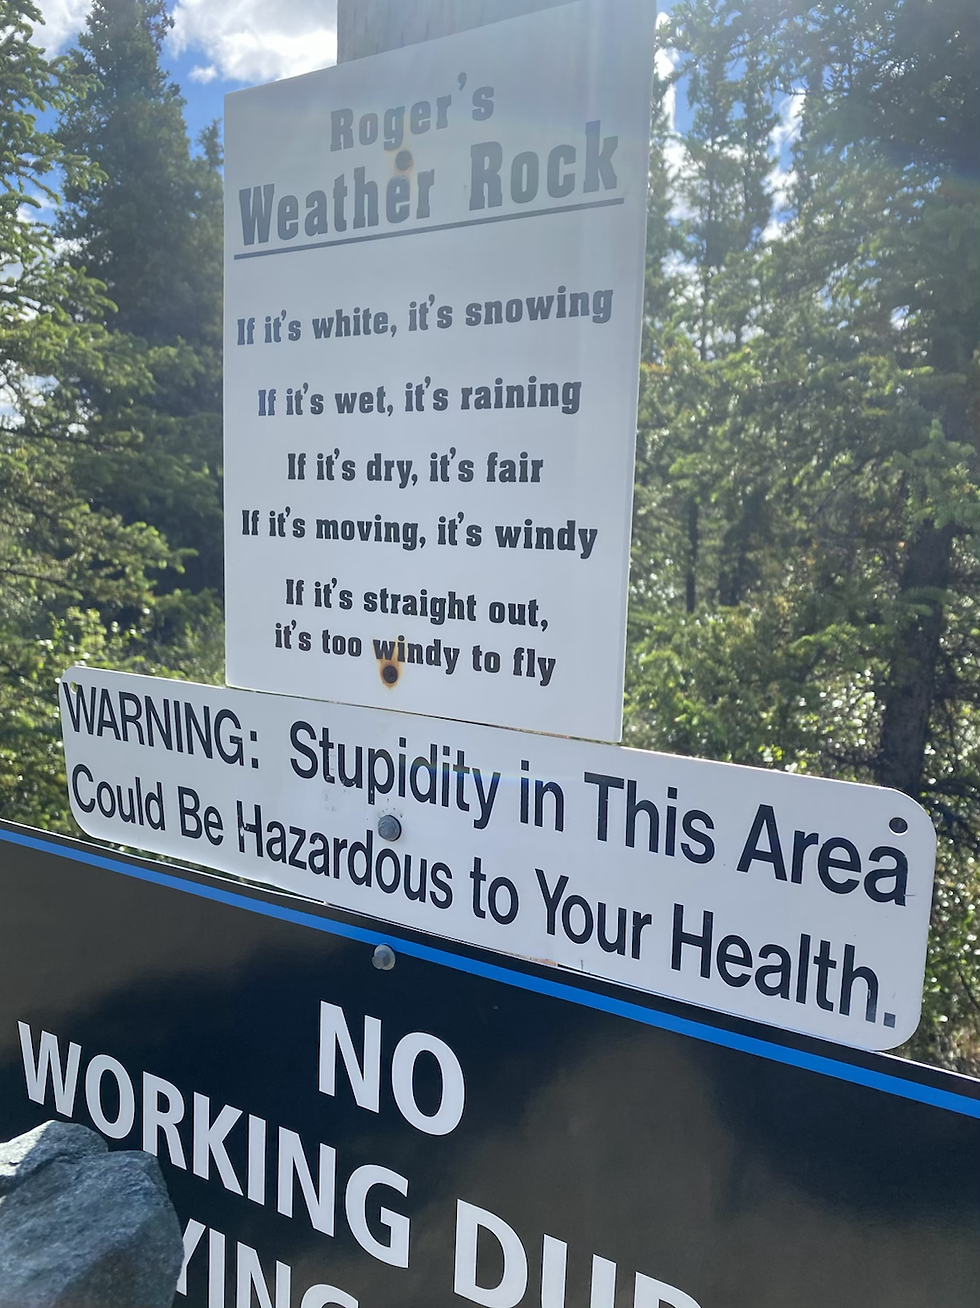 Roger's
Weather Rock
If it's white, it's snowing
If it's wet, it's raining
If it's dry, it's fair
If it's moving, it's windy
If it's straight out,
it's too windy to fly
WARNING: Stupidity in This Area
Could Be Hazardous to Your Health.
NO
WORKING